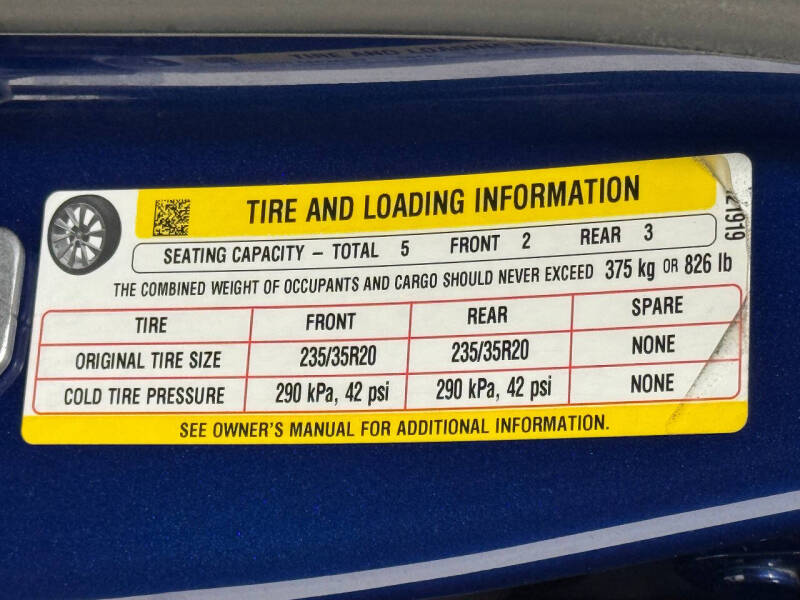 TIRE AND LOADING INFORMATION
SEATING CAPACITY – TOTAL 5 FRONT 2 REAR 3
THE COMBINED WEIGHT OF OCCUPANTS AND CARGO SHOULD NEVER EXCEED 375 kg OR 826 lb
TIRE FRONT REAR SPARE
ORIGINAL TIRE SIZE 235/35R20 235/35R20 NONE
COLD TIRE PRESSURE 290 kPa, 42 psi 290 kPa, 42 psi NONE
SEE OWNER'S MANUAL FOR ADDITIONAL INFORMATION.